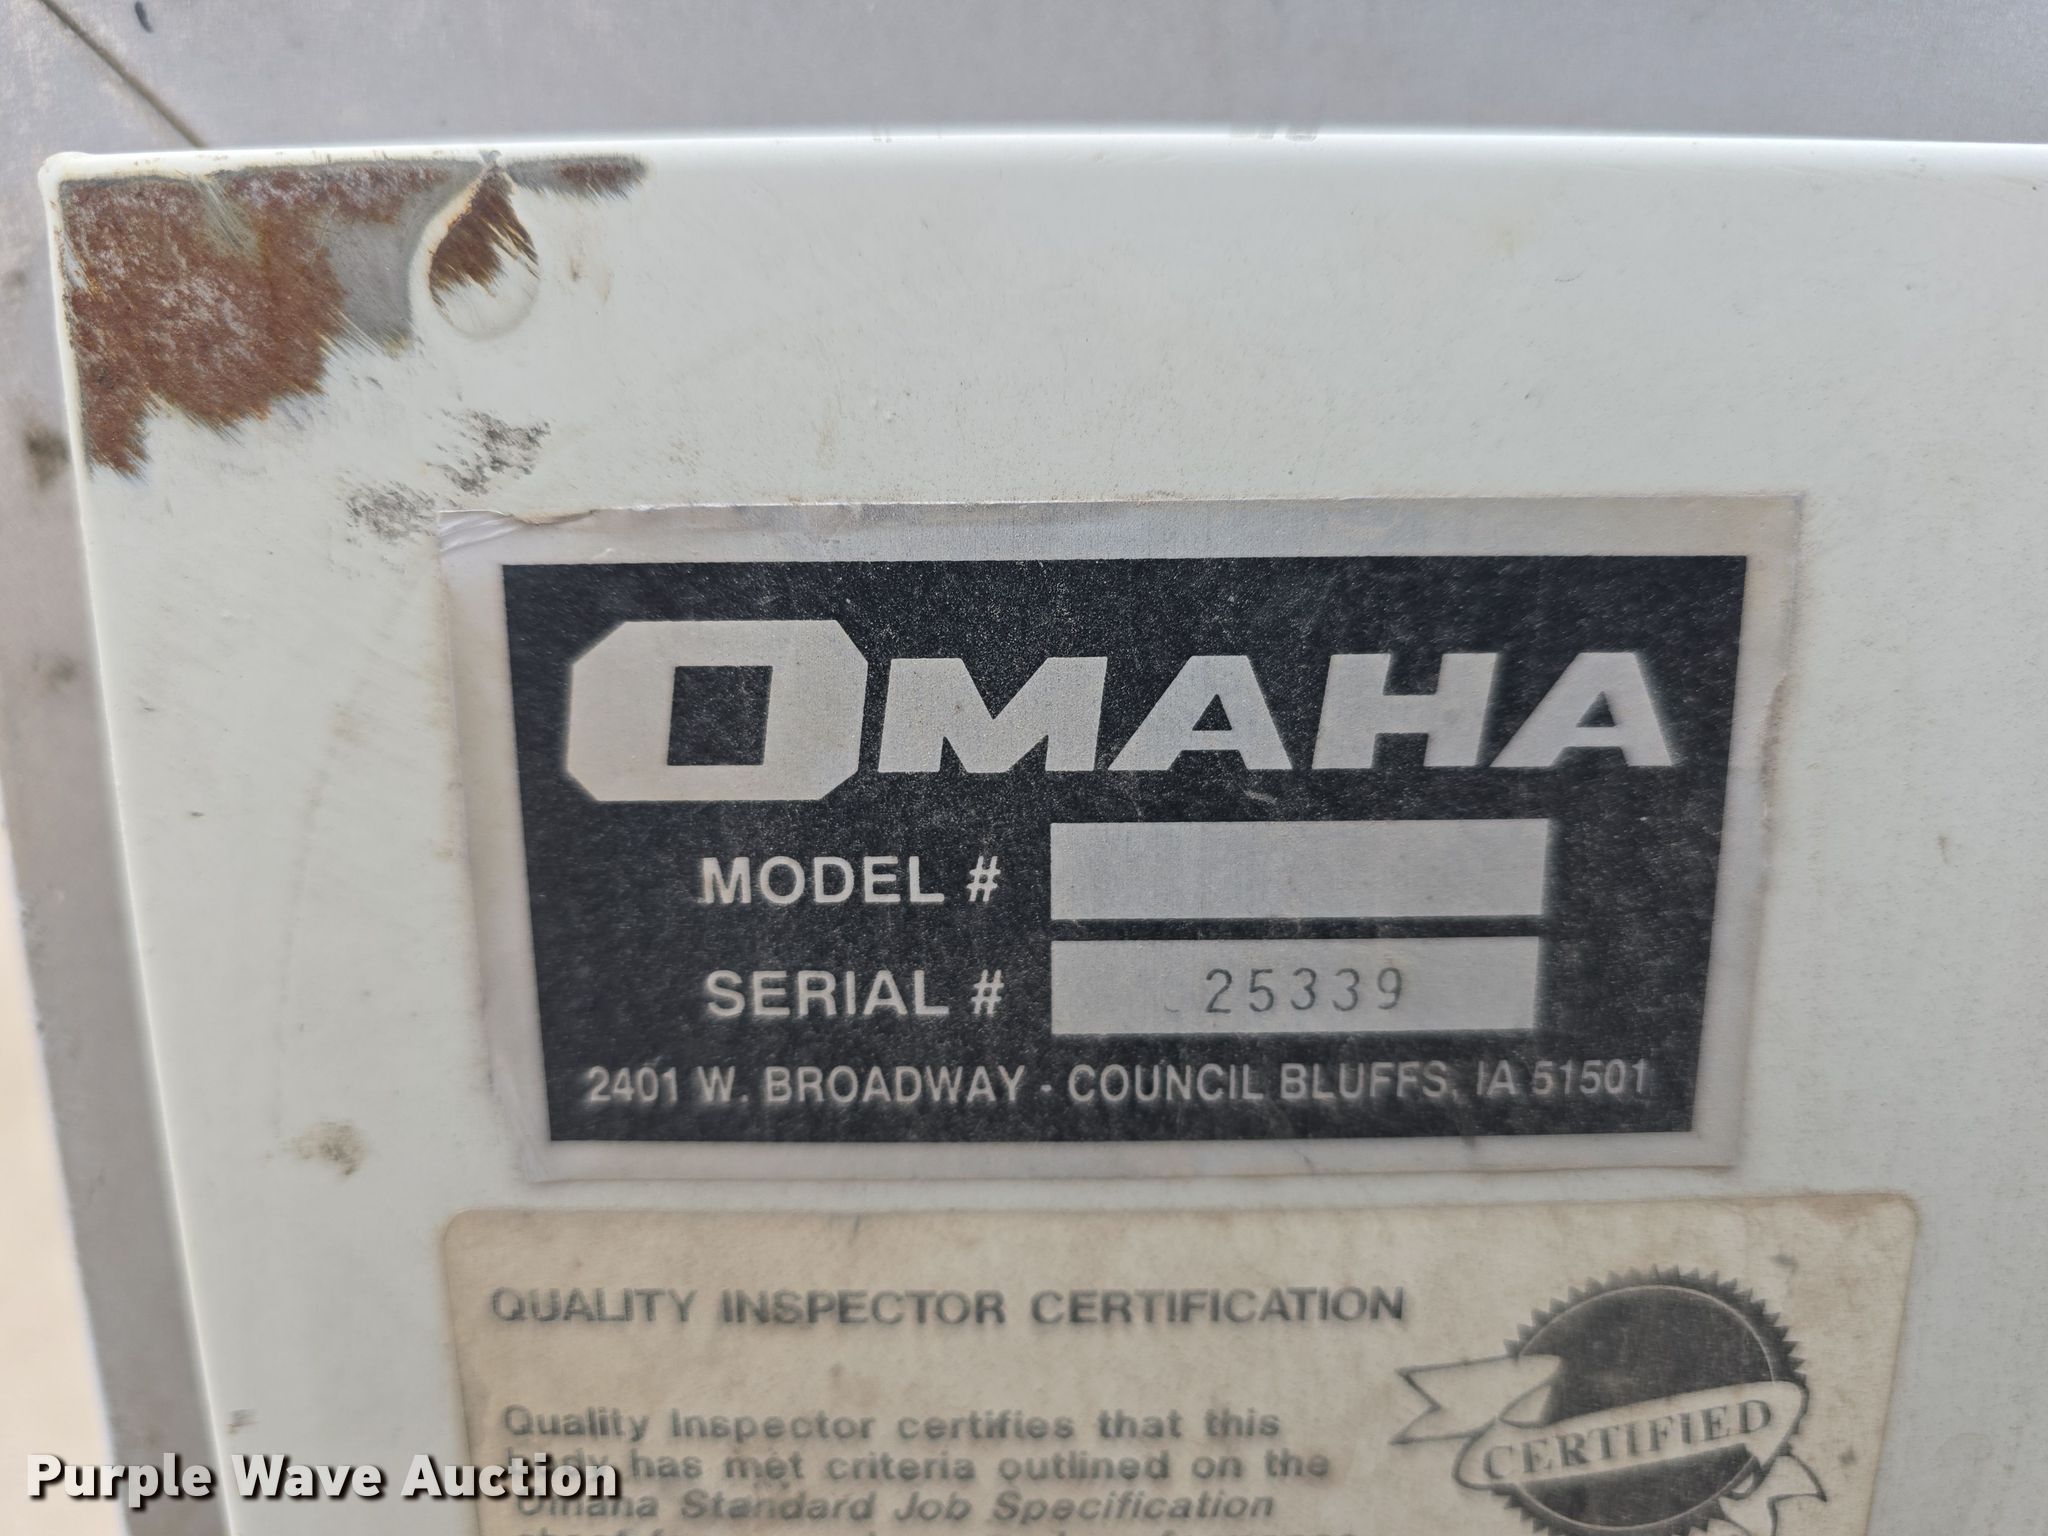 OMAHA
MODEL #
SERIAL # 25339
2401 W. BROADWAY - COUNCIL BLUFFS, IA 51501
QUALITY INSPECTOR CERTIFICATION
Quality Inspector certifies that this
body has met criteria outlined on the
Omaha Standard Job Specification
CERTIFIED
Purple Wave Auction